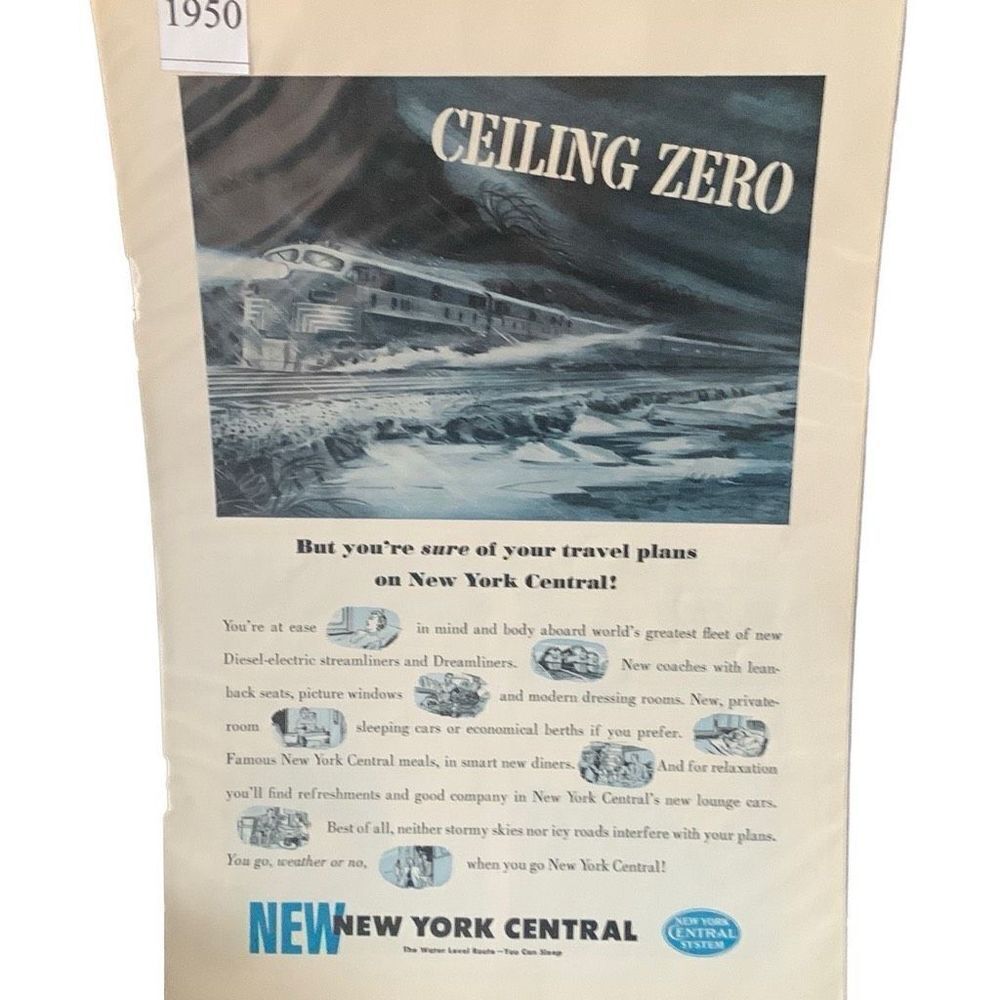 1950
CEILING ZERO
But you're sure of your travel plans
on New York Central!
You're at ease in mind and body aboard world's greatest fleet of new
Diesel-electric streamliners and Dreamliners. New coaches with lean-
back seats, picture windows and modern dressing rooms. New, private-
room sleeping cars or economical berths if you prefer.
Famous New York Central meals, in smart new diners. And for relaxation
you'll find refreshments and good company in New York Central's new lounge cars.
Best of all, neither stormy skies nor icy roads interfere with your plans.
You go, weather or no, when you go New York Central!
NEW NEW YORK CENTRAL
The Water Level Route—You Can Sleep
NEW YORK
CENTRAL
SYSTEM